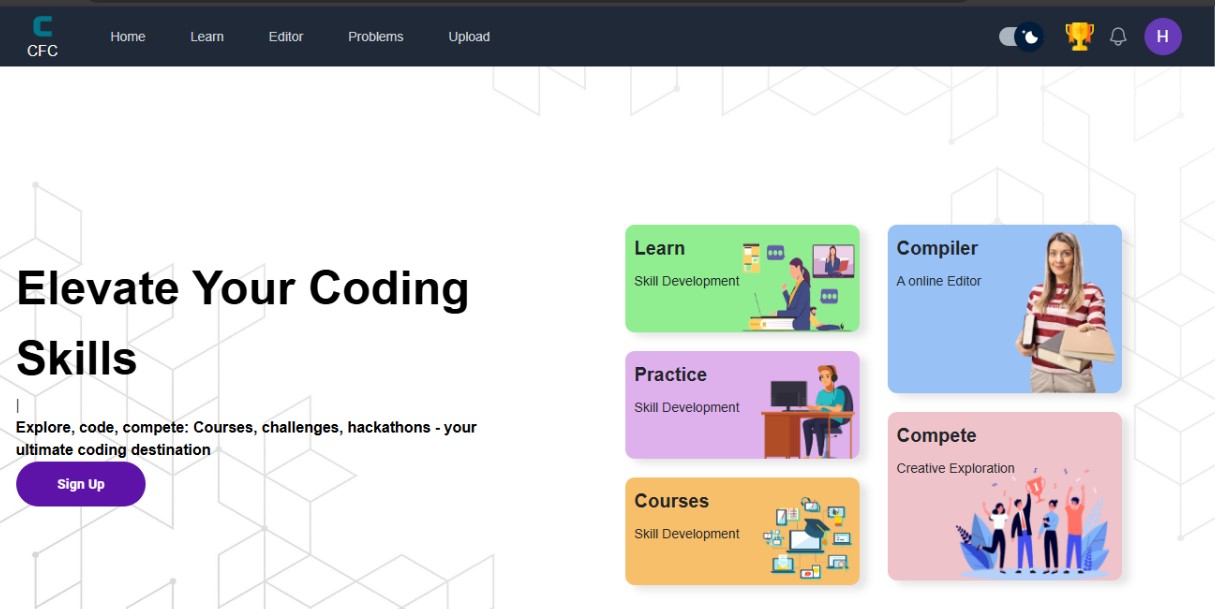 CFC
Home
Learn
Editor
Problems
Upload
H
Elevate Your Coding
Skills
|
Explore, code, compete: Courses, challenges, hackathons - your
ultimate coding destination
Sign Up
Learn
Skill Development
Practice
Skill Development
Courses
Skill Development
Compiler
A online Editor
Compete
Creative Exploration
1